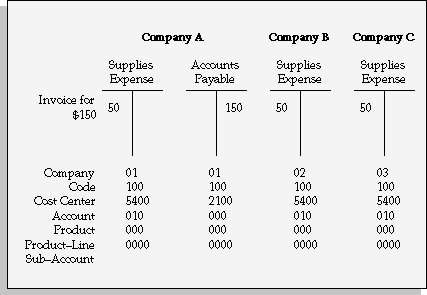 Company A Company B Company C
Supplies Accounts Supplies Supplies
Expense Payable Expense Expense
Invoice for
$150
50 150 50 50
Company 01 01 02 03
Code 100 100 100 100
Cost Center 5400 2100 5400 5400
Account 010 000 010 010
Product 000 000 000 000
Product–Line 0000 0000 0000 0000
Sub–Account